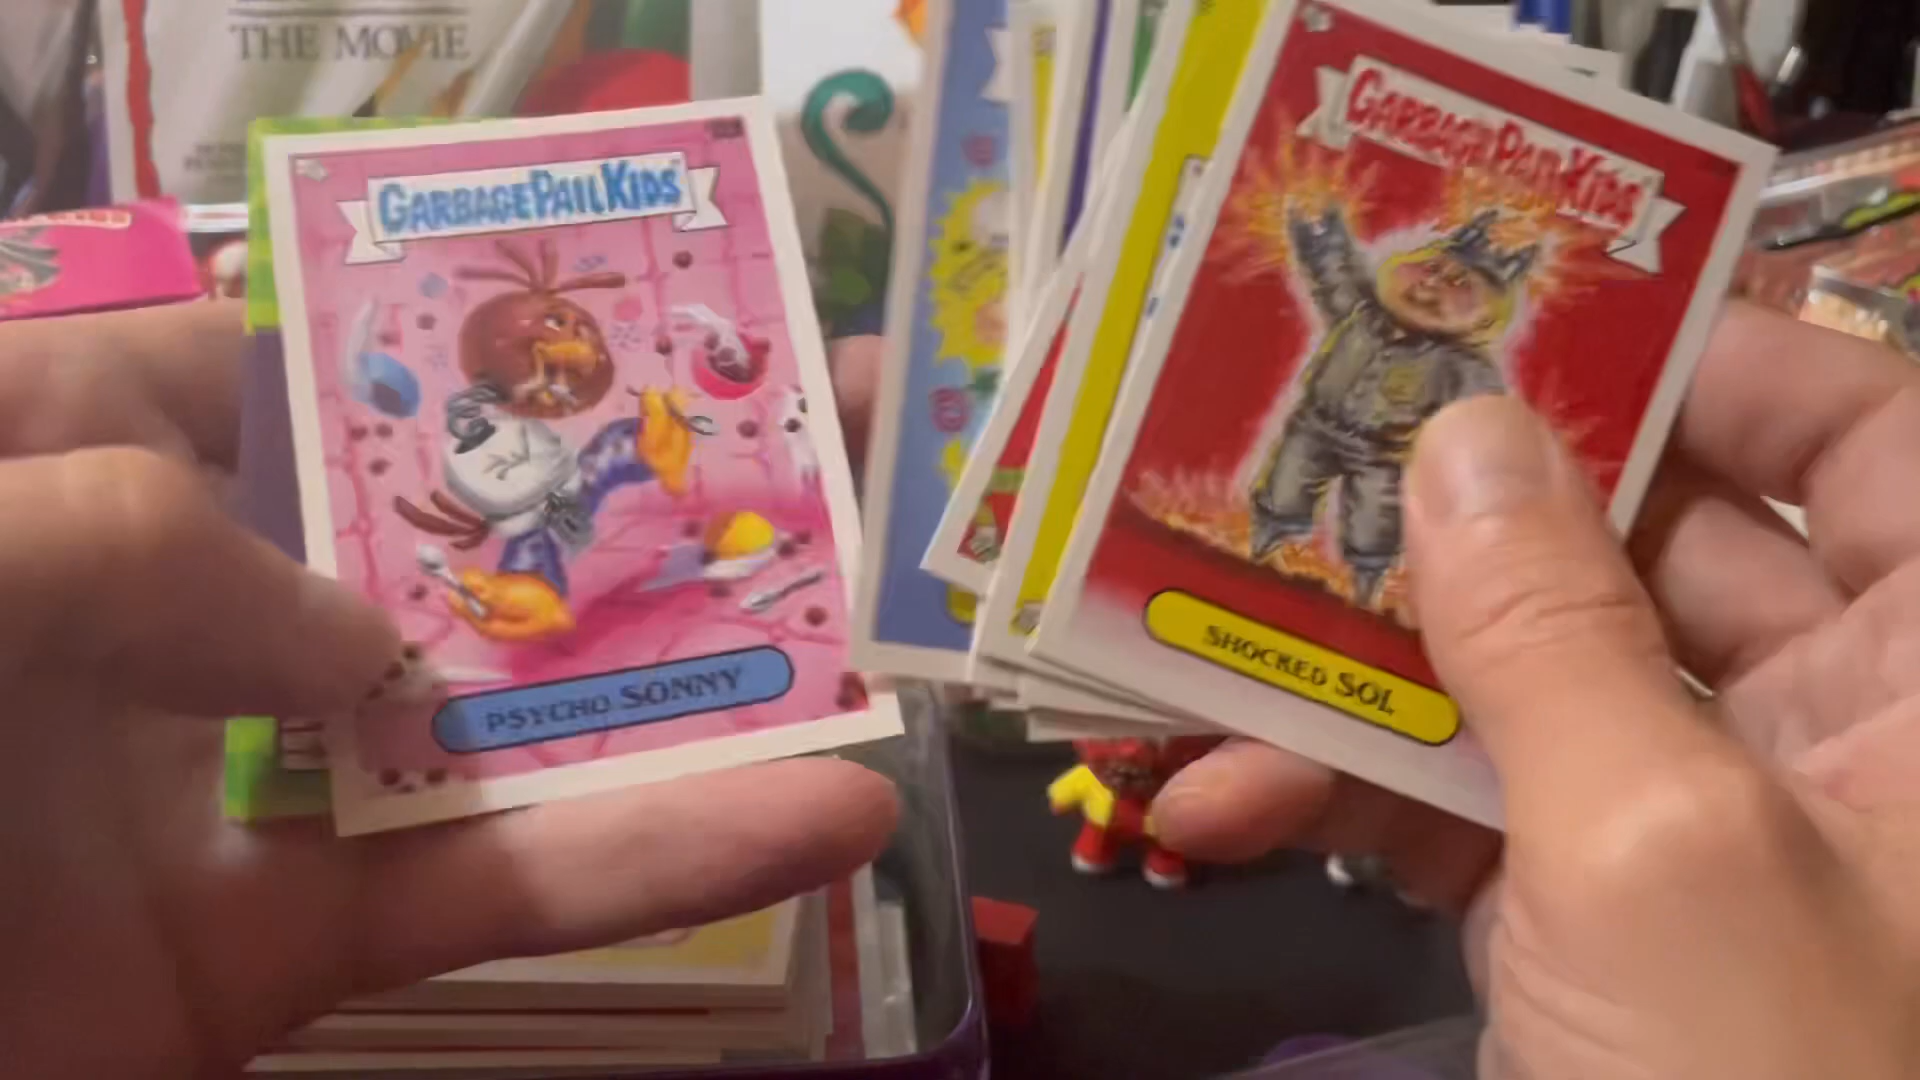 THE MOVIE
GARBAGE PAIL KIDS
PSYCHO SONNY
GARBAGE PAIL KIDS
SHOCKED SOL